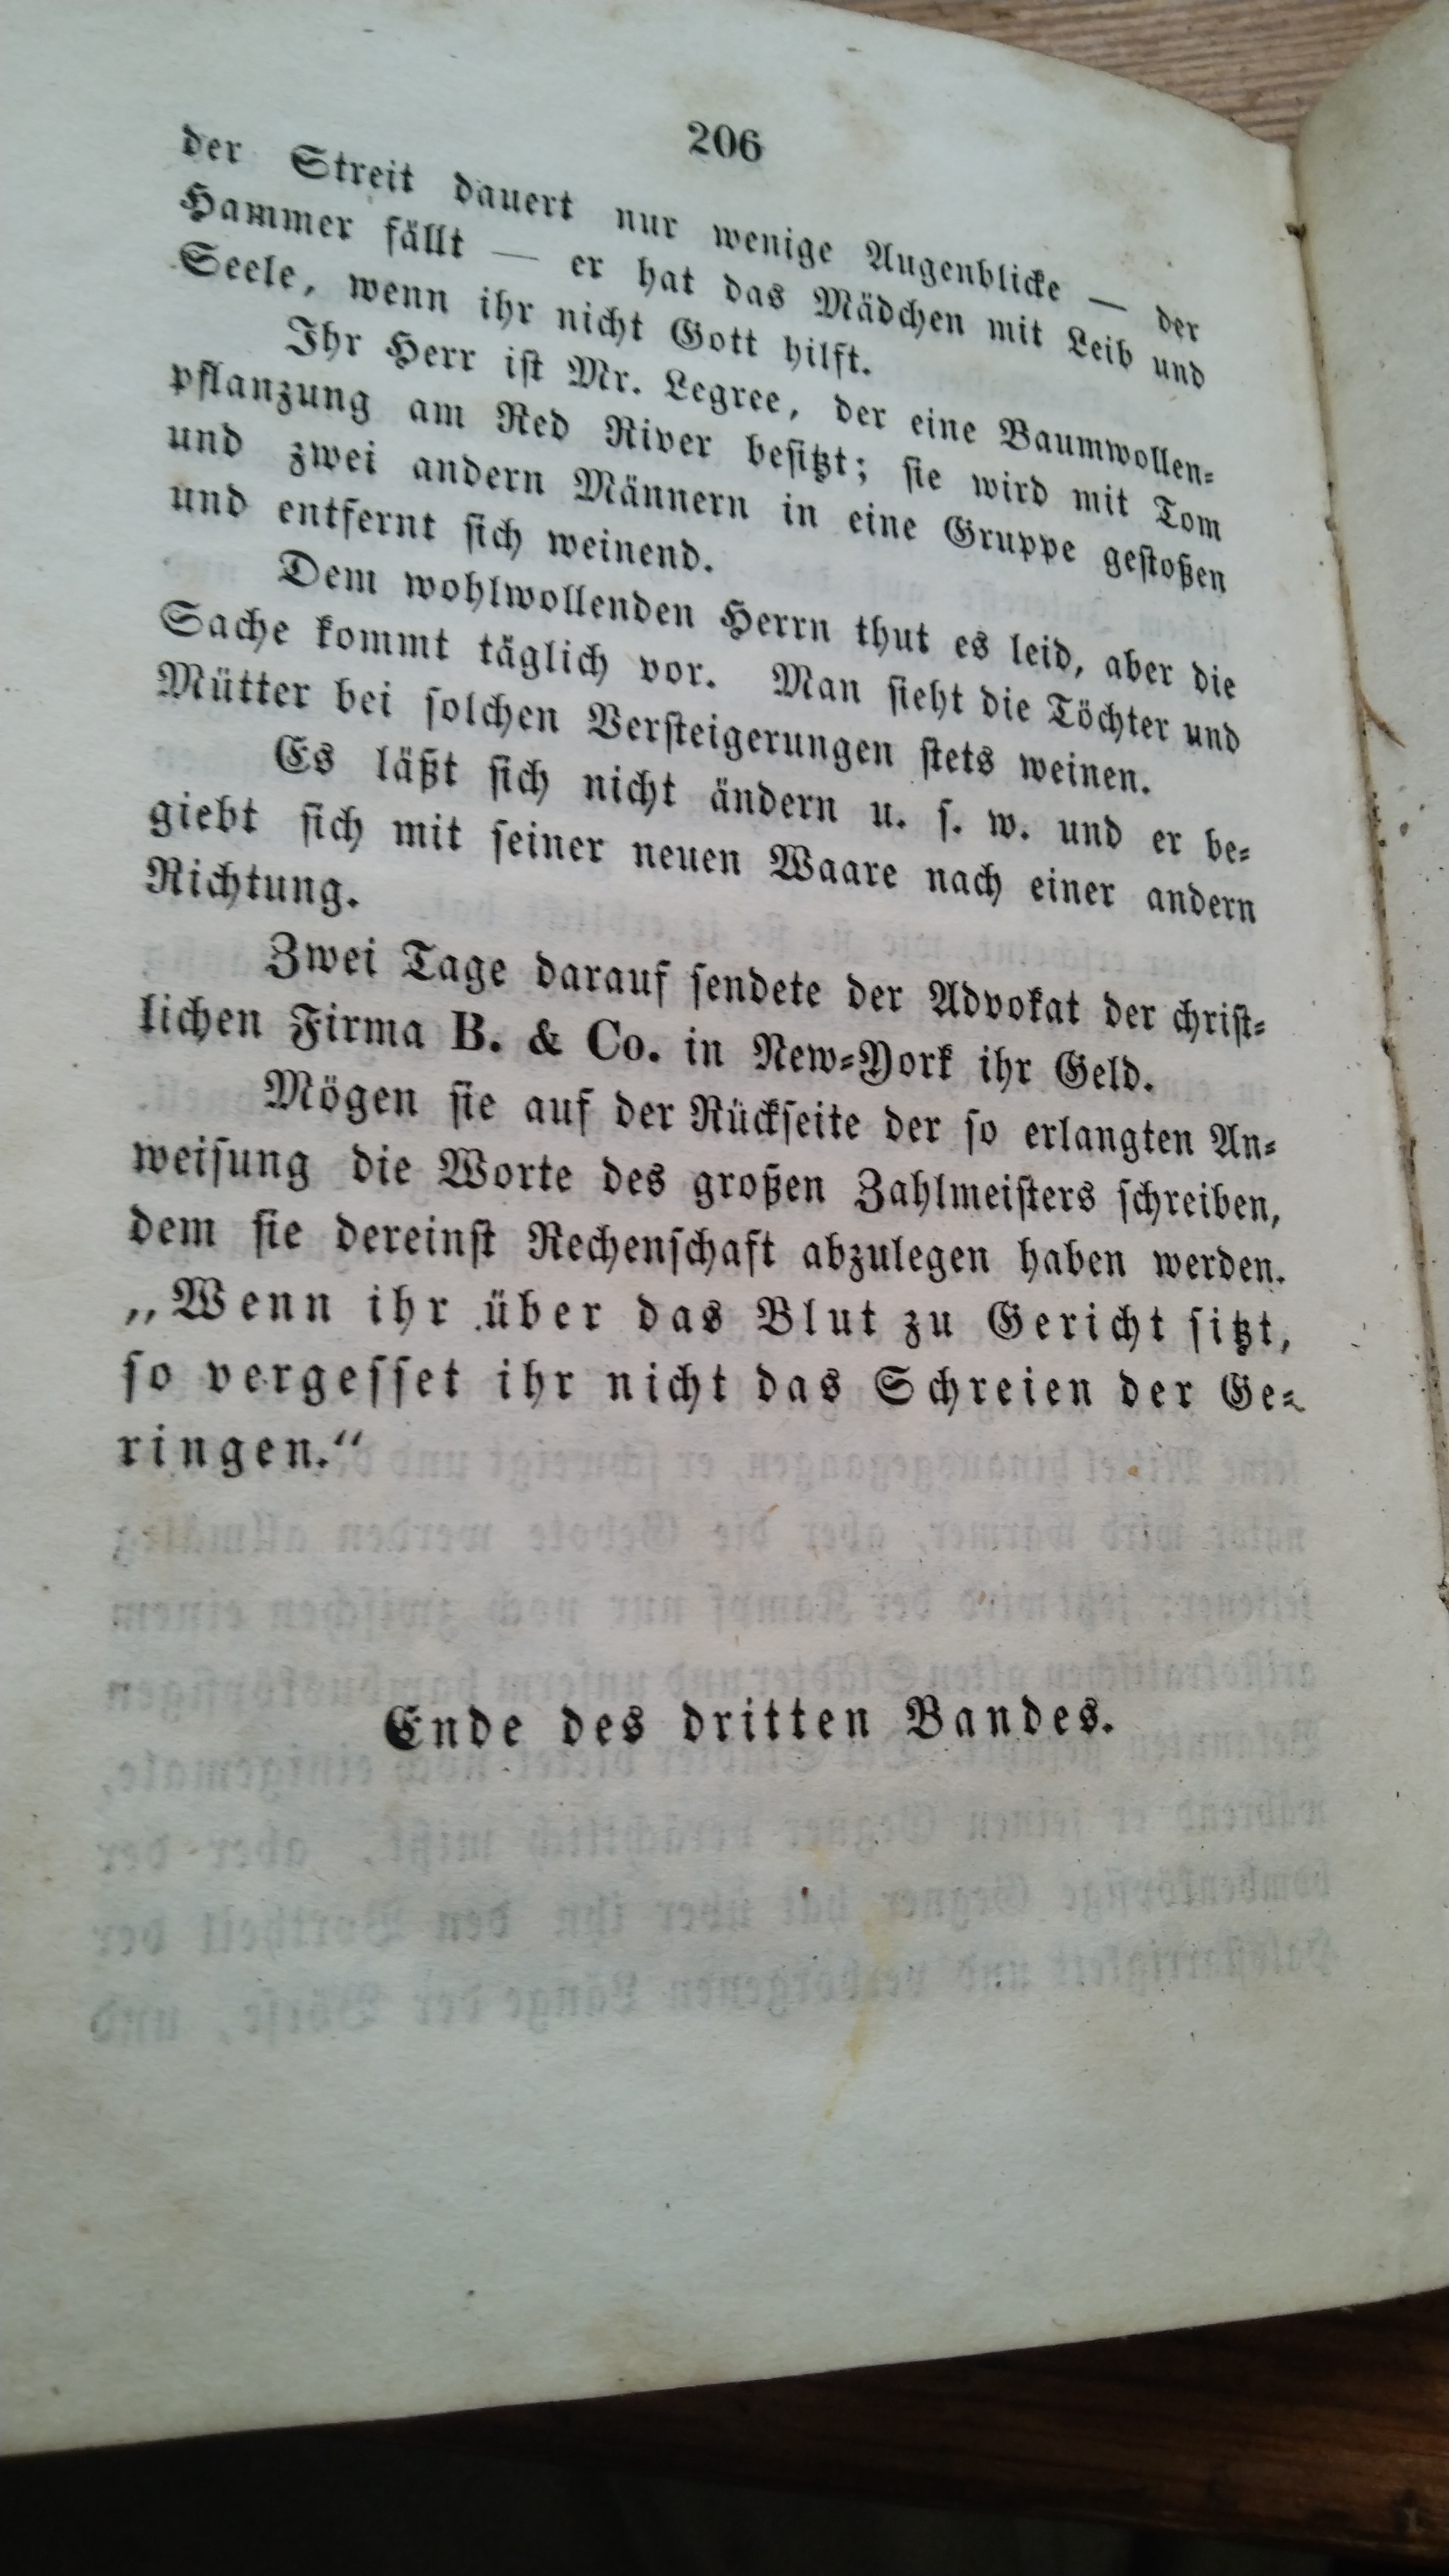 206
der Streit dauert nur wenige Augenblicke — der
Hammer fällt — er hat das Mädchen mit Leib und
Seele, wenn ihr nicht Gott hilft.
Ihr Herr ist Mr. Legree, der eine Baumwollen-
pflanzung am Red River besitzt; sie wird mit Tom
und zwei andern Männern in eine Gruppe gestoßen
und entfernt sich weinend.
Dem wohlwollenden Herrn thut es leid, aber die
Sache kommt täglich vor. Man sieht die Töchter und
Mütter bei solchen Versteigerungen stets weinen.
Es läßt sich nicht ändern u. s. w. und er be-
giebt sich mit seiner neuen Waare nach einer andern
Richtung.
Zwei Tage darauf sendete der Advokat der christ-
lichen Firma B. & Co. in New-York ihr Geld.
Mögen sie auf der Rückseite der so erlangten An-
weisung die Worte des großen Zahlmeisters schreiben,
dem sie dereinst Rechenschaft abzulegen haben werden.
„Wenn ihr über das Blut zu Gericht sitzt,
so vergesset ihr nicht das Schreien der Ge-
ringen.“
Ende des dritten Bandes.